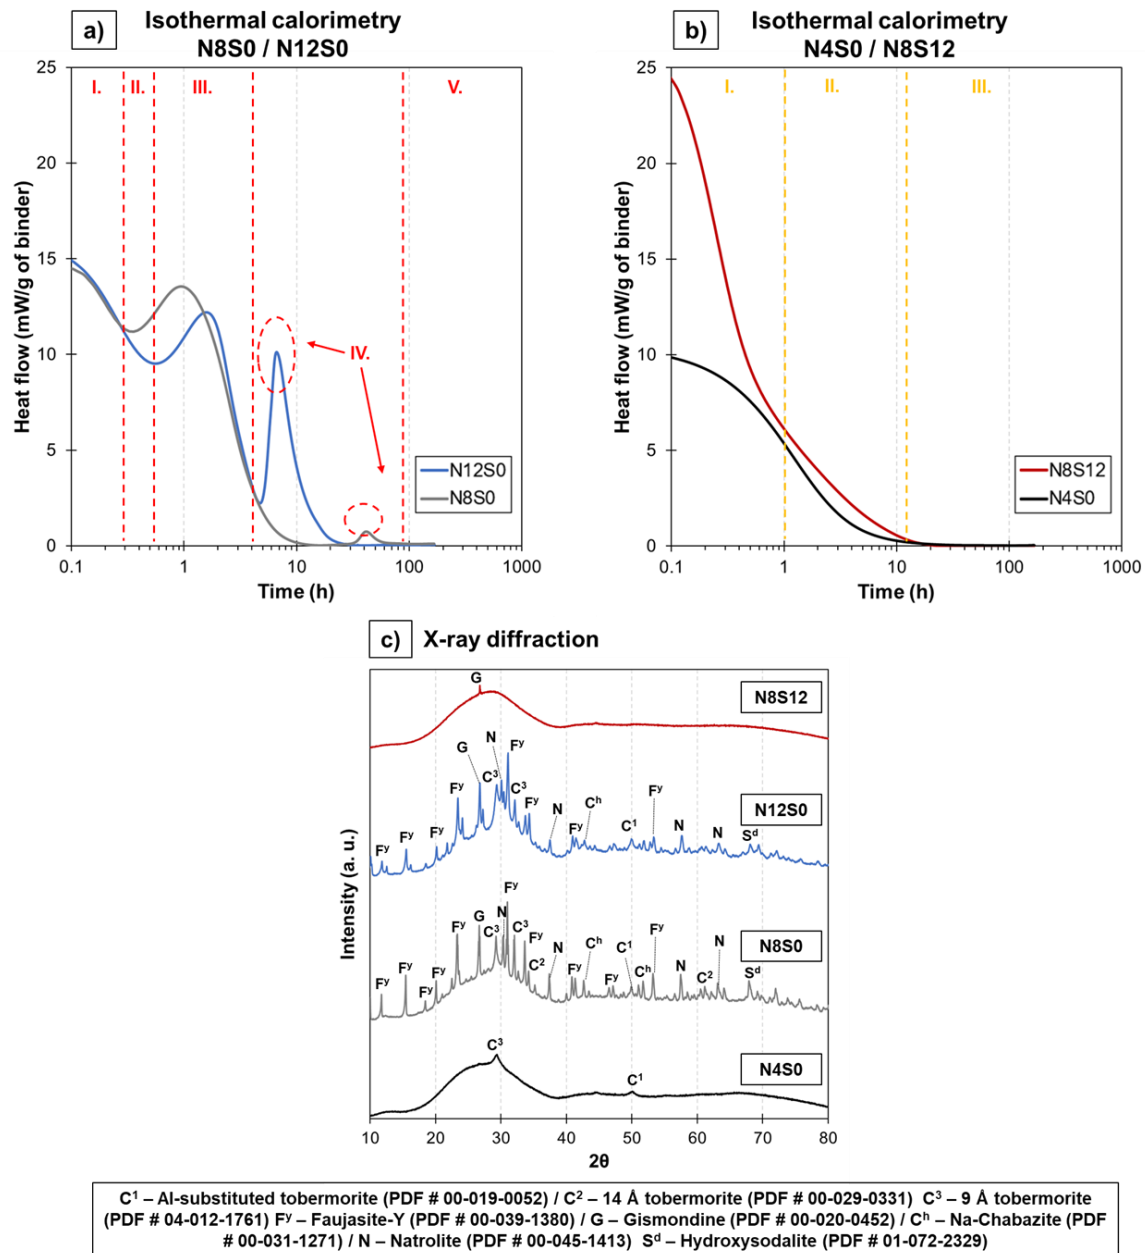 a) Isothermal calorimetry
N8S0 / N12S0
25
20
15
10
5
0
Heat flow (mW/g of binder)
I. II. III. V.
IV.
N12S0
N8S0
0.1 1 10 100 1000
Time (h)
b) Isothermal calorimetry
N4S0 / N8S12
25
20
15
10
5
0
Heat flow (mW/g of binder)
I. II. III.
N8S12
N4S0
0.1 1 10 100 1000
Time (h)
c) X-ray diffraction
Intensity (a. u.)
G
N8S12
Fʸ Fʸ Fʸ Fʸ G C³ N Fʸ C³ Fʸ N Fʸ Cʰ C¹ Fʸ N N Sᵈ
N12S0
Fʸ Fʸ Fʸ Fʸ Fʸ G C³ N Fʸ C³ Fʸ C² N Fʸ Cʰ Fʸ C¹ Cʰ Fʸ N C² N Sᵈ
N8S0
C³ C¹
N4S0
10 20 30 40 50 60 70 80
2θ
C¹ – Al-substituted tobermorite (PDF # 00-019-0052) / C² – 14 Å tobermorite (PDF # 00-029-0331) C³ – 9 Å tobermorite
(PDF # 04-012-1761) Fʸ – Faujasite-Y (PDF # 00-039-1380) / G – Gismondine (PDF # 00-020-0452) / Cʰ – Na-Chabazite (PDF
# 00-031-1271) / N – Natrolite (PDF # 00-045-1413) Sᵈ – Hydroxysodalite (PDF # 01-072-2329)